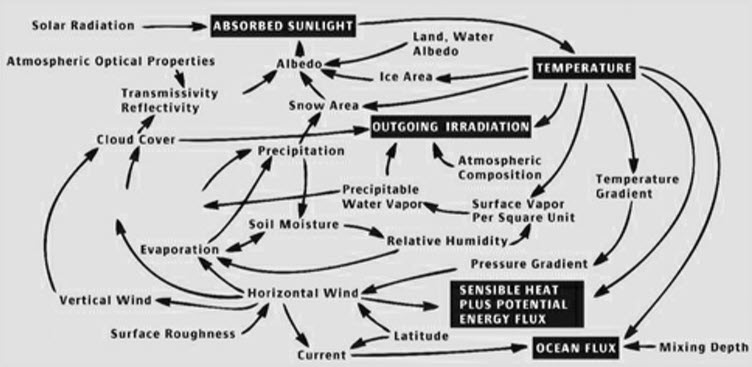 Solar Radiation
ABSORBED SUNLIGHT
Land, Water
Albedo
Atmospheric Optical Properties
Albedo
Ice Area
TEMPERATURE
Transmissivity
Reflectivity
Snow Area
OUTGOING IRRADIATION
Cloud Cover
Precipitation
Atmospheric
Composition
Temperature
Gradient
Precipitable
Water Vapor
Surface Vapor
Per Square Unit
Soil Moisture
Relative Humidity
Evaporation
Pressure Gradient
SENSIBLE HEAT
PLUS POTENTIAL
ENERGY FLUX
Vertical Wind
Horizontal Wind
Surface Roughness
Latitude
Current
OCEAN FLUX
Mixing Depth